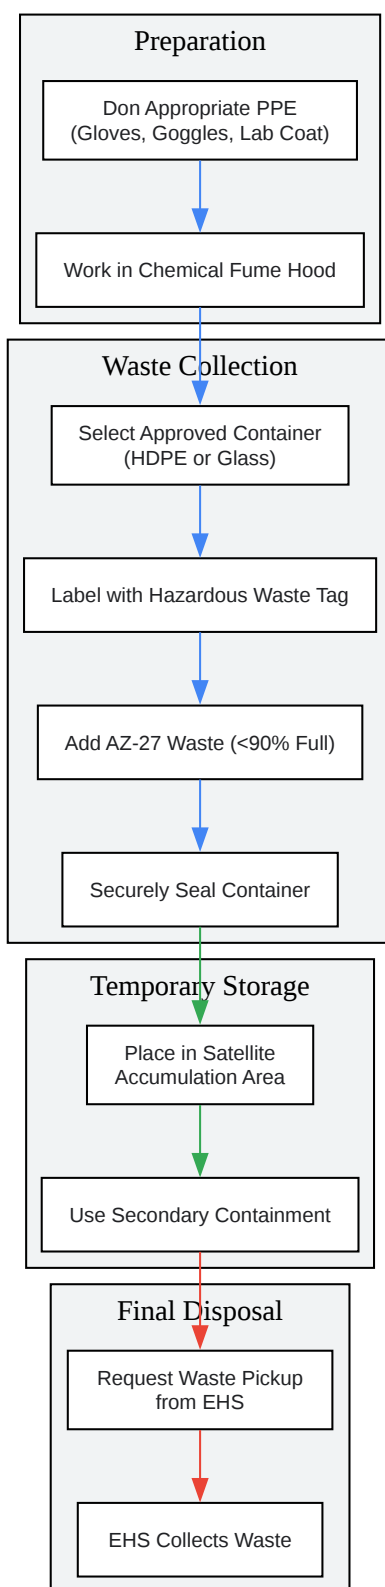 Preparation
Don Appropriate PPE
(Gloves, Goggles, Lab Coat)
Work in Chemical Fume Hood
Waste Collection
Select Approved Container
(HDPE or Glass)
Label with Hazardous Waste Tag
Add AZ-27 Waste (<90% Full)
Securely Seal Container
Temporary Storage
Place in Satellite
Accumulation Area
Use Secondary Containment
Final Disposal
Request Waste Pickup
from EHS
EHS Collects Waste